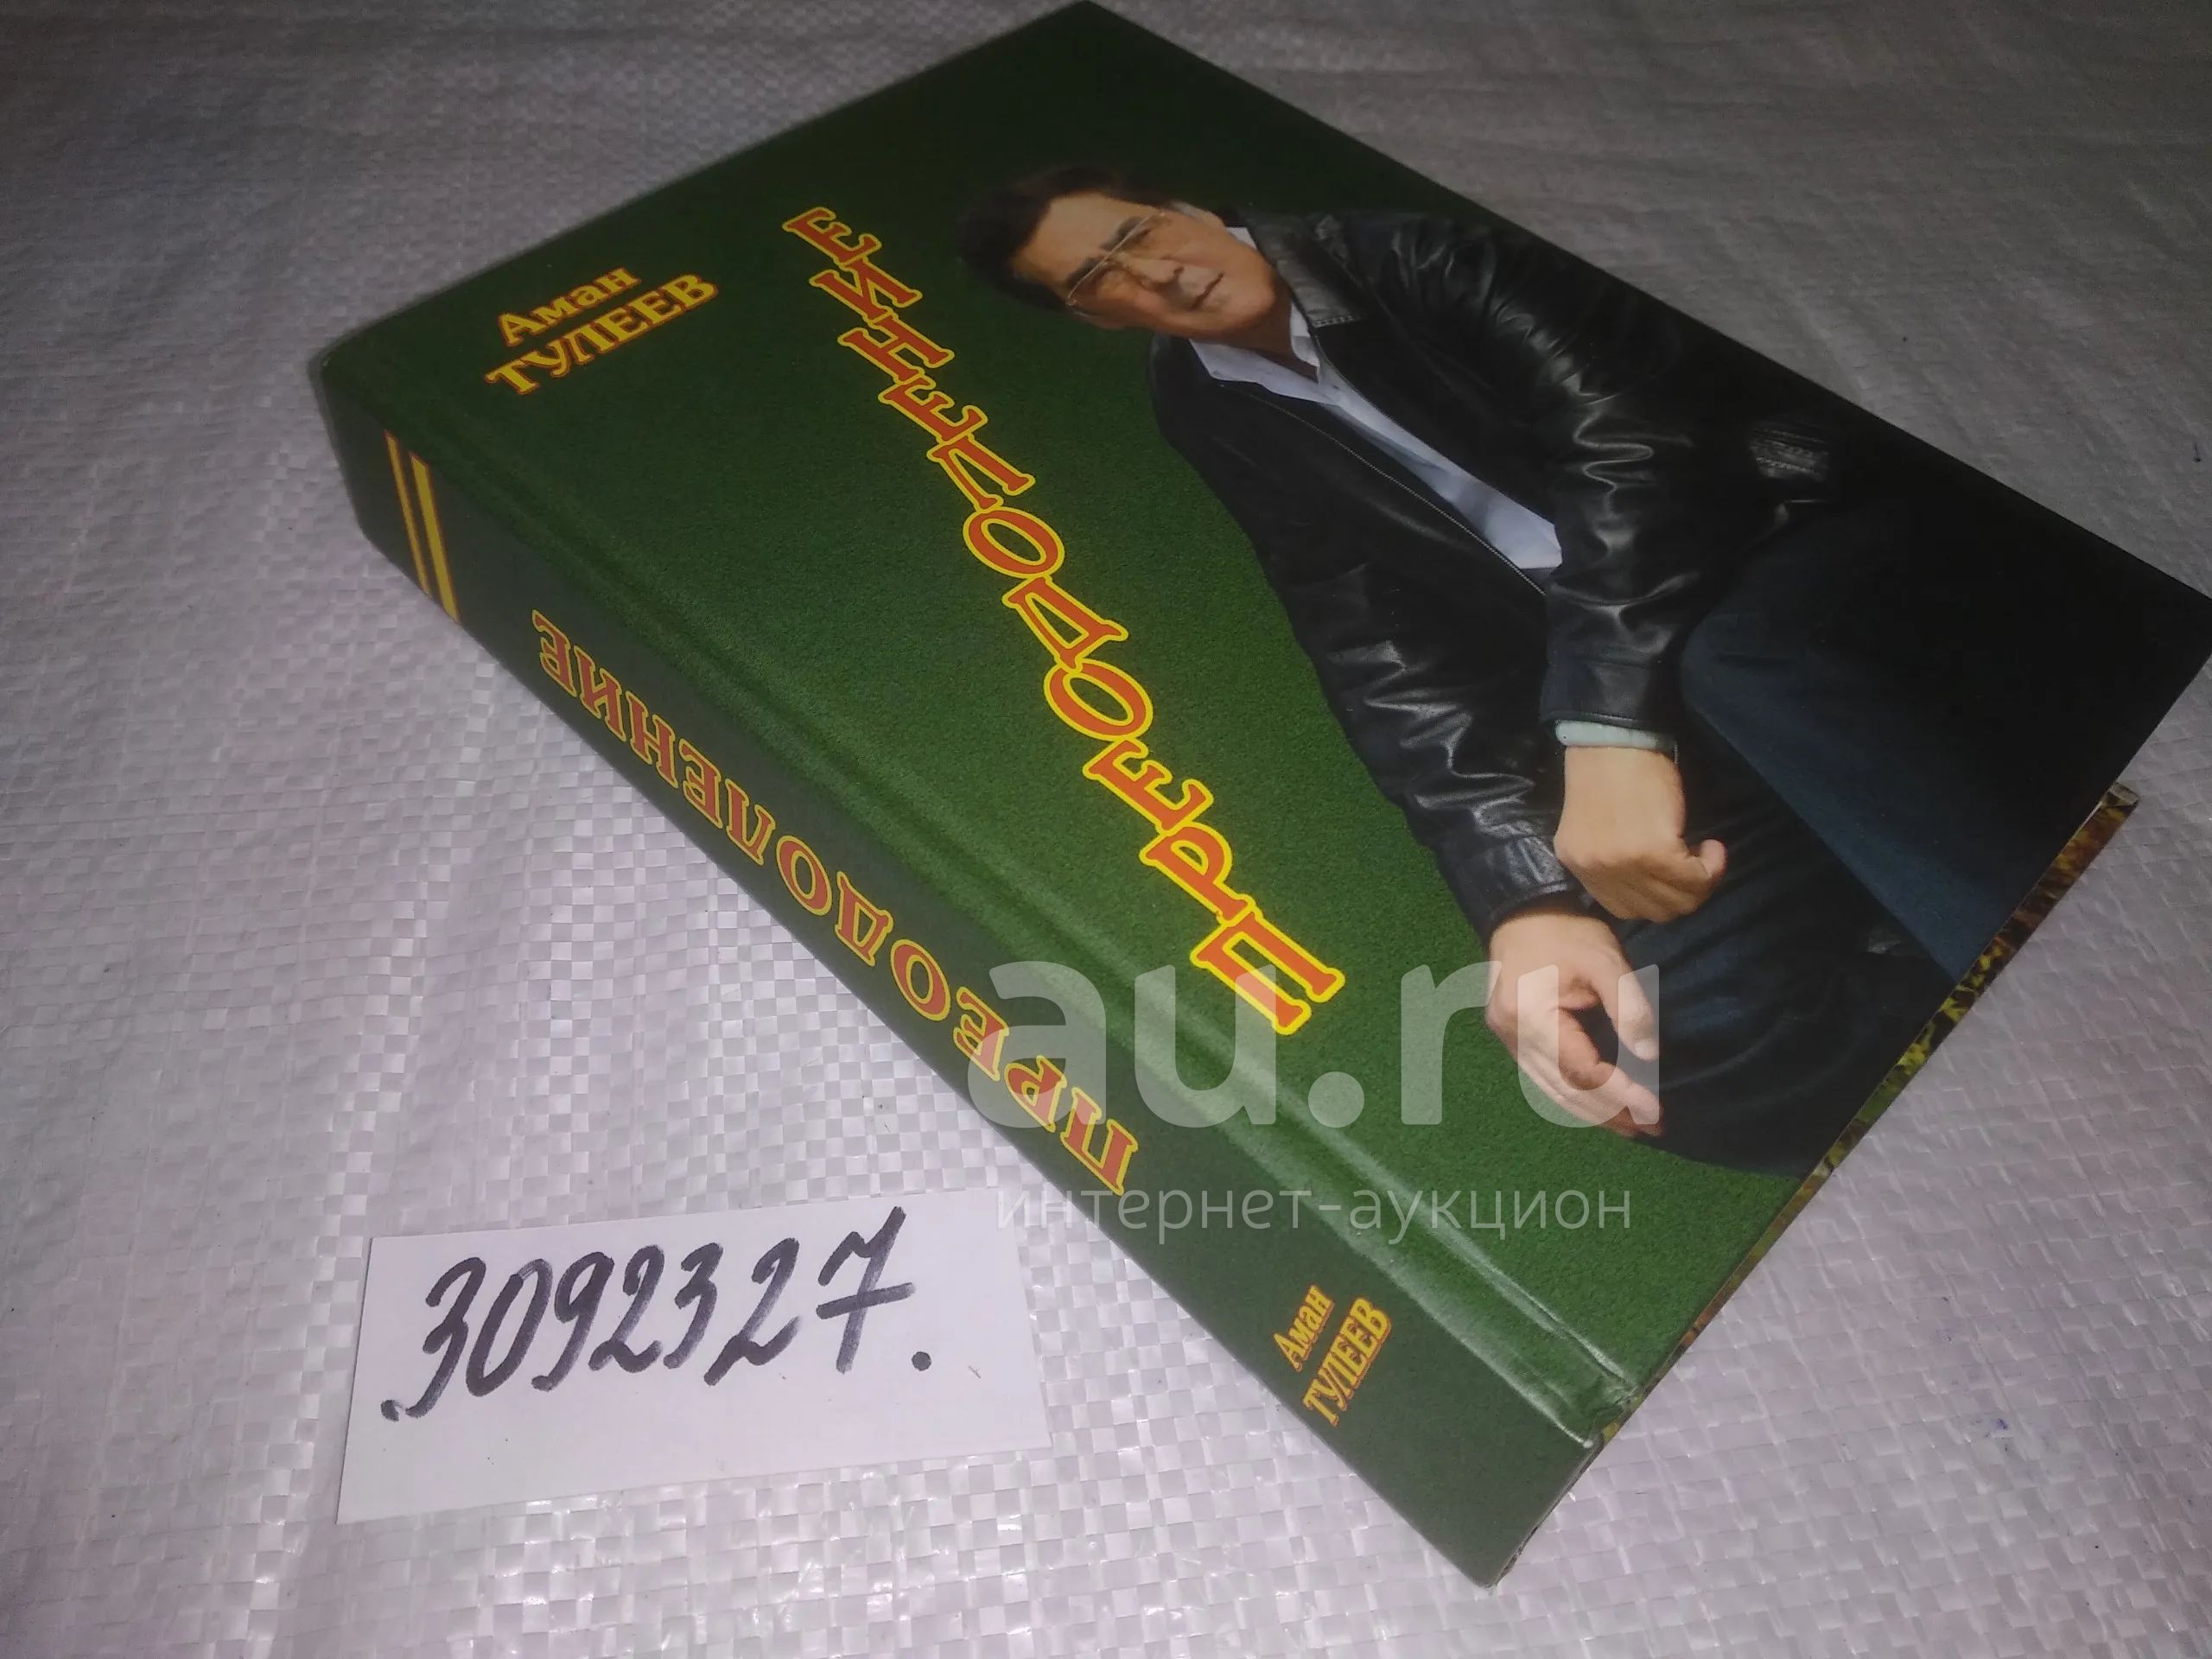 Аман
ТУЛЕЕВ
ПРЕОДОЛЕНИЕ
ПРЕОДОЛЕНИЕ
Аман
ТУЛЕЕВ
au.ru
интернет-аукцион
3092327.